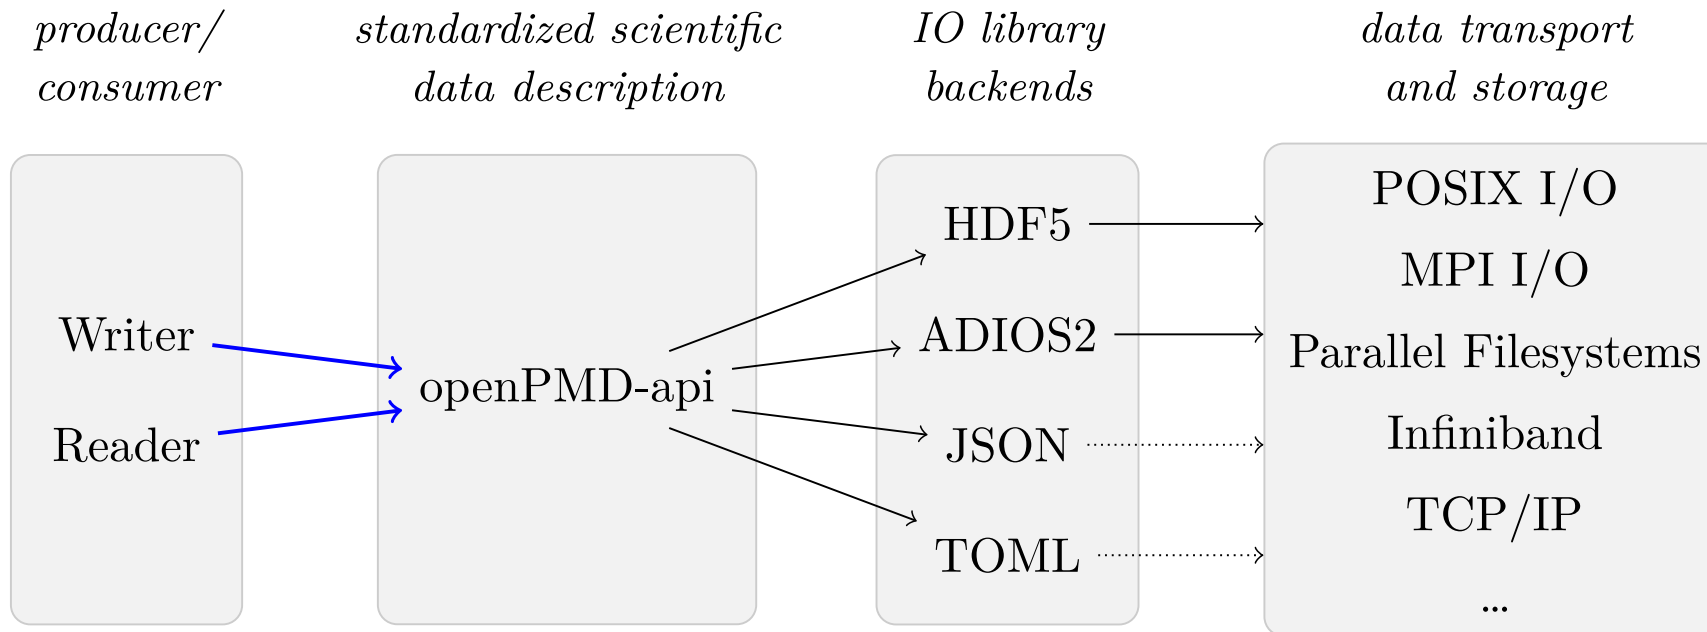 producer/
consumer
standardized scientific
data description
IO library
backends
data transport
and storage
Writer
Reader
openPMD-api
HDF5
ADIOS2
JSON
TOML
POSIX I/O
MPI I/O
Parallel Filesystems
Infiniband
TCP/IP
...